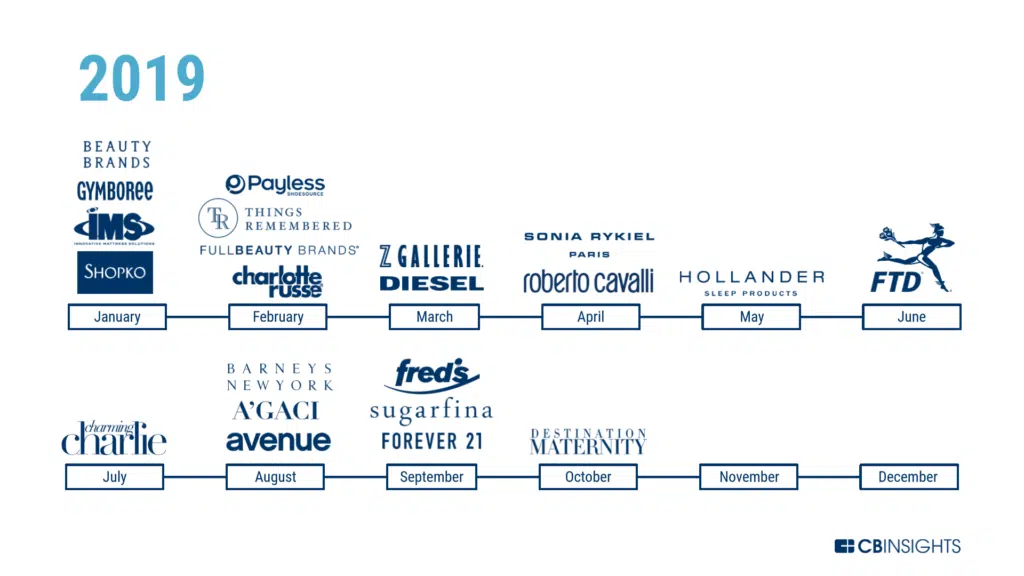 2019
BEAUTY
BRANDS
GYMBOREE
IMS
INNOVATIVE MATTRESS SOLUTIONS
SHOPKO
January
Payless
SHOESOURCE
TR THINGS
REMEMBERED
FULLBEAUTY BRANDS®
charlotte
russe
February
Z GALLERIE
DIESEL
March
SONIA RYKIEL
PARIS
roberto cavalli
April
HOLLANDER
SLEEP PRODUCTS
May
FTD
June
charming
charlie
July
BARNEYS
NEWYORK
A'GACI
avenue
August
fred's
sugarfina
FOREVER 21
September
DESTINATION
MATERNITY
October
November
December
CBINSIGHTS